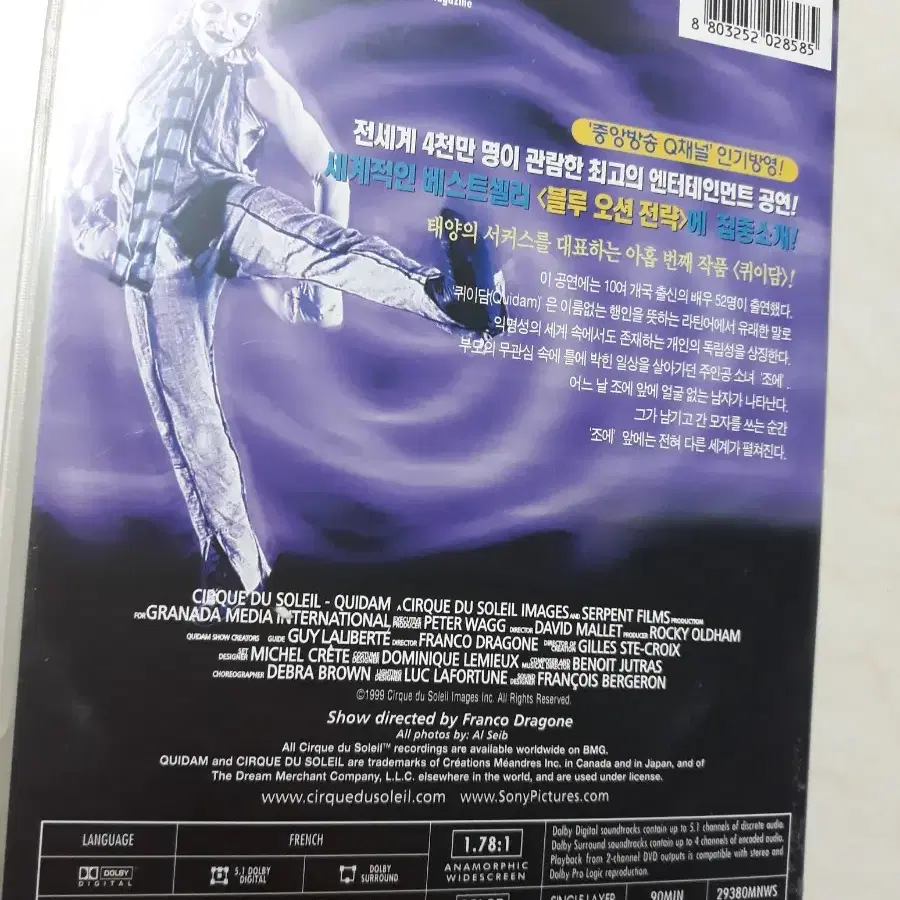 8 803252 028585
'중앙방송 Q채널' 인기방영!
전세계 4천만 명이 관람한 최고의 엔터테인먼트 공연!
세계적인 베스트셀러 <블루 오션 전략>에 집중소개!
태양의 서커스를 대표하는 아홉 번째 작품 <퀴이담>!
이 공연에는 10여 개국 출신의 배우 52명이 출연했다.
'퀴이담(Quidam)' 은 이름없는 행인을 뜻하는 라틴어에서 유래한 말로
익명성의 세계 속에서도 존재하는 개인의 독립성을 상징한다.
부모의 무관심 속에 틀에 박힌 일상을 살아가던 주인공 소녀 '조에'.
어느 날 조에 앞에 얼굴 없는 남자가 나타난다.
그가 남기고 간 모자를 쓰는 순간
'조에' 앞에는 전혀 다른 세계가 펼쳐진다.
CIRQUE DU SOLEIL - QUIDAM A CIRQUE DU SOLEIL IMAGES AND SERPENT FILMS PRODUCTION
FOR GRANADA MEDIA INTERNATIONAL EXECUTIVE PRODUCER PETER WAGG DIRECTOR DAVID MALLET PRODUCER ROCKY OLDHAM
QUIDAM SHOW CREATORS GUIDE GUY LALIBERTÉ DIRECTOR FRANCO DRAGONE DIRECTOR OF CREATION GILLES STE-CROIX
SET DESIGNER MICHEL CRÊTE COSTUME DESIGNER DOMINIQUE LEMIEUX BENOIT JUTRAS
CHOREOGRAPHER DEBRA BROWN LIGHTING DESIGNER LUC LAFORTUNE SOUND DESIGNER FRANÇOIS BERGERON
©1999 Cirque du Soleil Images Inc. All Rights Reserved.
Show directed by Franco Dragone
All photos by: Al Seib
All Cirque du Soleil™ recordings are available worldwide on BMG.
QUIDAM and CIRQUE DU SOLEIL are trademarks of Créations Méandres Inc. in Canada and in Japan, and of
The Dream Merchant Company, L.L.C. elsewhere in the world, and are used under license.
www.cirquedusoleil.com www.SonyPictures.com
LANGUAGE FRENCH
DOLBY DIGITAL
5.1 DOLBY DIGITAL
DOLBY SURROUND
1.78:1
ANAMORPHIC WIDESCREEN
Dolby Digital soundtracks contain up to 5.1 channels of discrete audio.
Dolby Surround soundtracks contain up to 4 channels of encoded audio.
Playback from 2-channel DVD outputs is compatible with stereo and
Dolby Pro Logic reproduction.
SINGLE LAYER 90MIN 29380MNWS